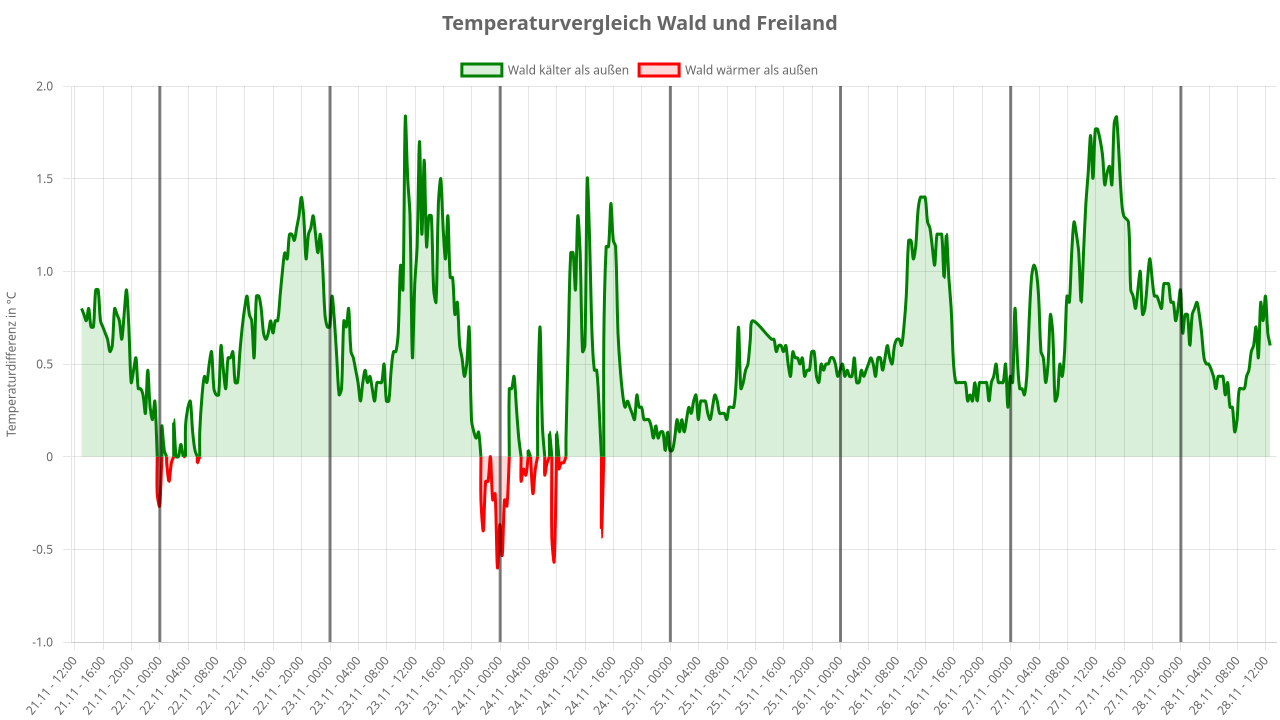 Temperaturvergleich Wald und Freiland
Wald kälter als außen Wald wärmer als außen
Temperaturdifferenz in °C
2.0
1.5
1.0
0.5
0
-0.5
-1.0
21.11 - 12:00
21.11 - 16:00
21.11 - 20:00
22.11 - 00:00
22.11 - 04:00
22.11 - 08:00
22.11 - 12:00
22.11 - 16:00
22.11 - 20:00
23.11 - 00:00
23.11 - 04:00
23.11 - 08:00
23.11 - 12:00
23.11 - 16:00
23.11 - 20:00
24.11 - 00:00
24.11 - 04:00
24.11 - 08:00
24.11 - 12:00
24.11 - 16:00
24.11 - 20:00
25.11 - 00:00
25.11 - 04:00
25.11 - 08:00
25.11 - 12:00
25.11 - 16:00
25.11 - 20:00
26.11 - 00:00
26.11 - 04:00
26.11 - 08:00
26.11 - 12:00
26.11 - 16:00
26.11 - 20:00
27.11 - 00:00
27.11 - 04:00
27.11 - 08:00
27.11 - 12:00
27.11 - 16:00
27.11 - 20:00
28.11 - 00:00
28.11 - 04:00
28.11 - 08:00
28.11 - 12:00